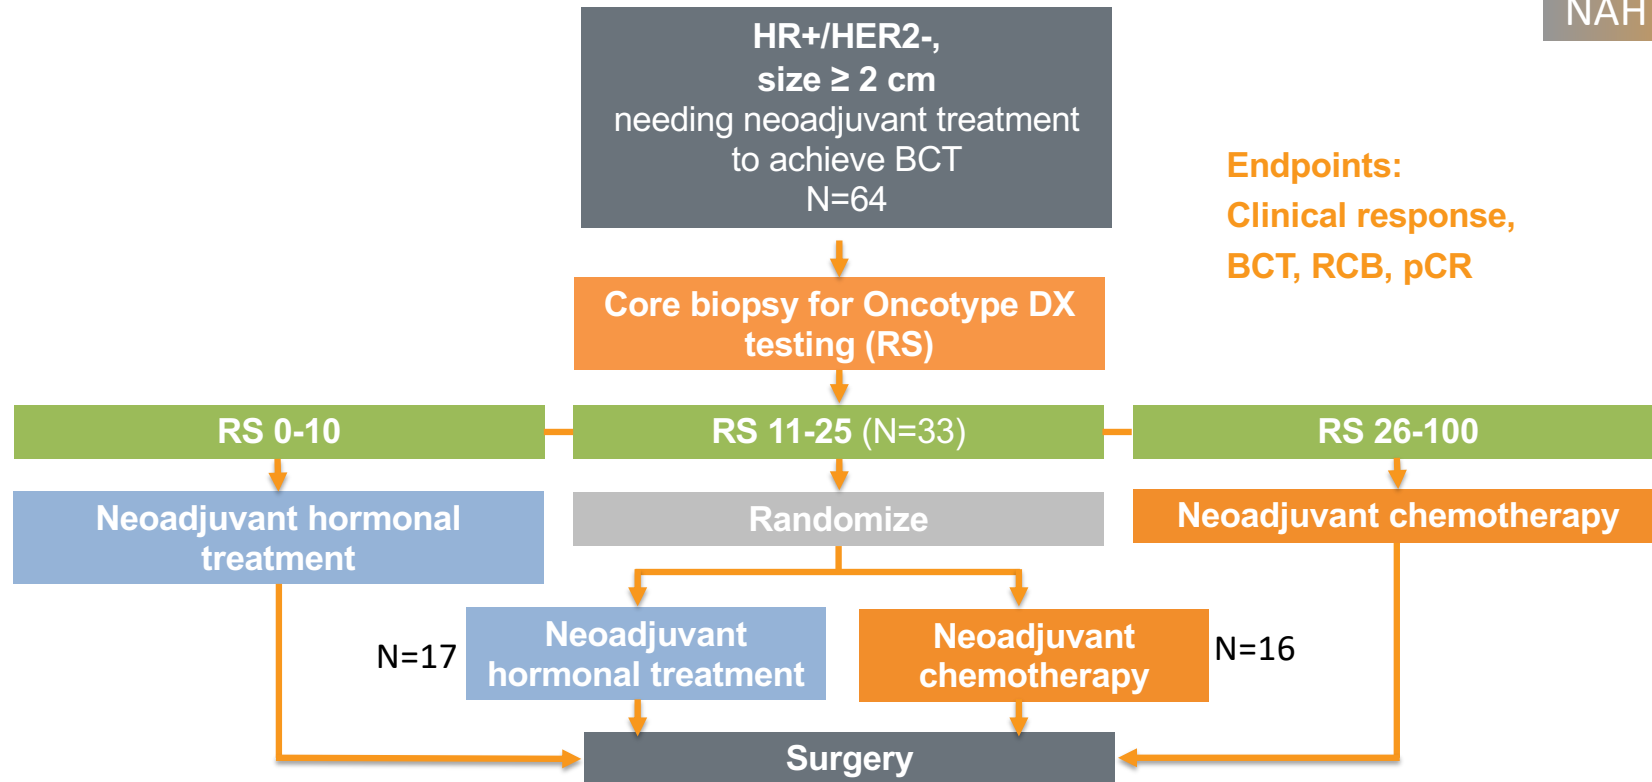 NAH
HR+/HER2-,
size ≥ 2 cm
needing neoadjuvant treatment
to achieve BCT
N=64
Endpoints:
Clinical response,
BCT, RCB, pCR
Core biopsy for Oncotype DX
testing (RS)
RS 0-10
RS 11-25 (N=33)
RS 26-100
Neoadjuvant hormonal
treatment
Randomize
Neoadjuvant chemotherapy
N=17
Neoadjuvant
hormonal treatment
Neoadjuvant
chemotherapy
N=16
Surgery